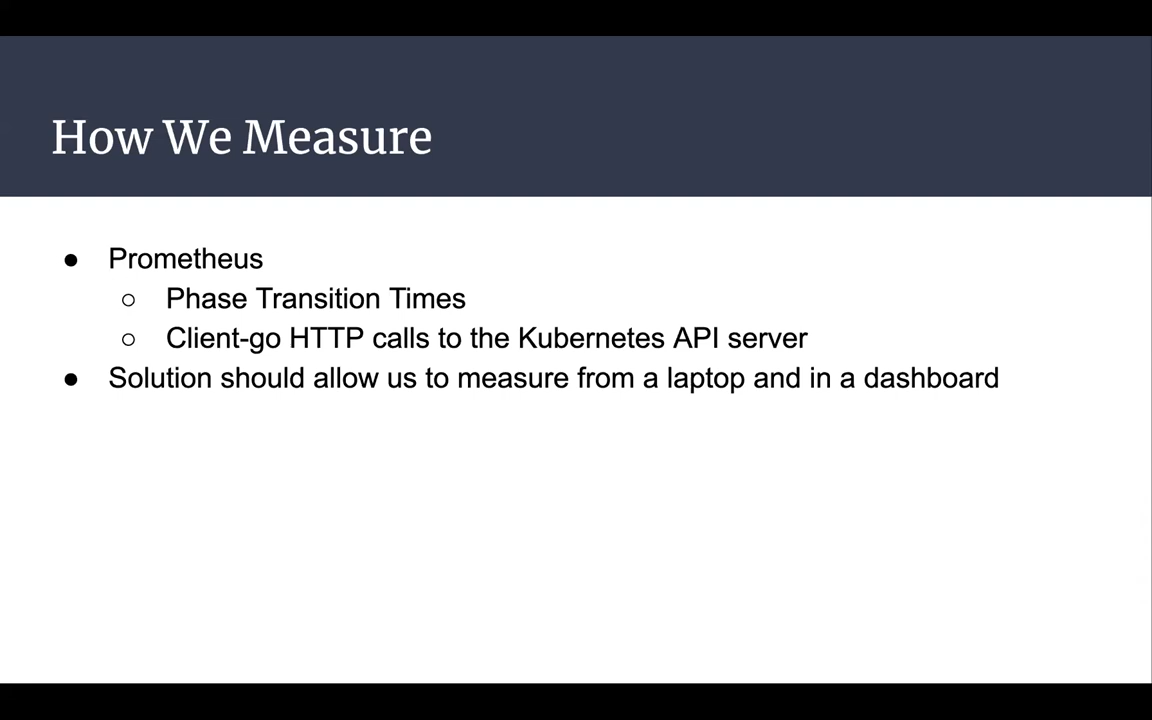 How We Measure
● Prometheus
○ Phase Transition Times
○ Client-go HTTP calls to the Kubernetes API server
● Solution should allow us to measure from a laptop and in a dashboard